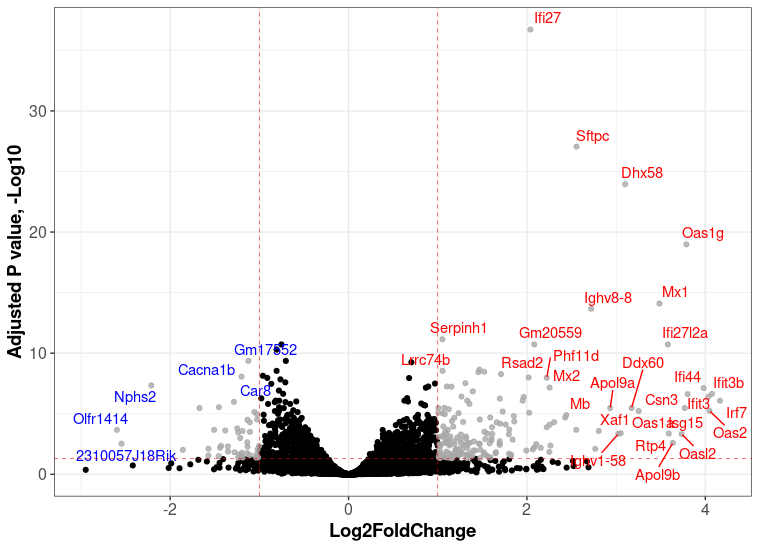 Ifi27
Sftpc
Dhx58
Oas1g
Mx1
Ighv8-8
Serpinh1
Gm20559
Ifi27l2a
Gm17552
Lrrc74b
Rsad2
Phf11d
Ddx60
Cacna1b
Mx2
Ifi44
Ifit3b
Apol9a
Nphs2
Car8
Mb
Csn3
Ifit3
Irf7
Olfr1414
Xaf1
Isg15
Oas2
2310057J18Rik
Rtp4
Oasl2
Ighv1-58
Apol9b
30
20
10
0
-2
0
2
4
Adjusted P value, -Log10
Log2FoldChange